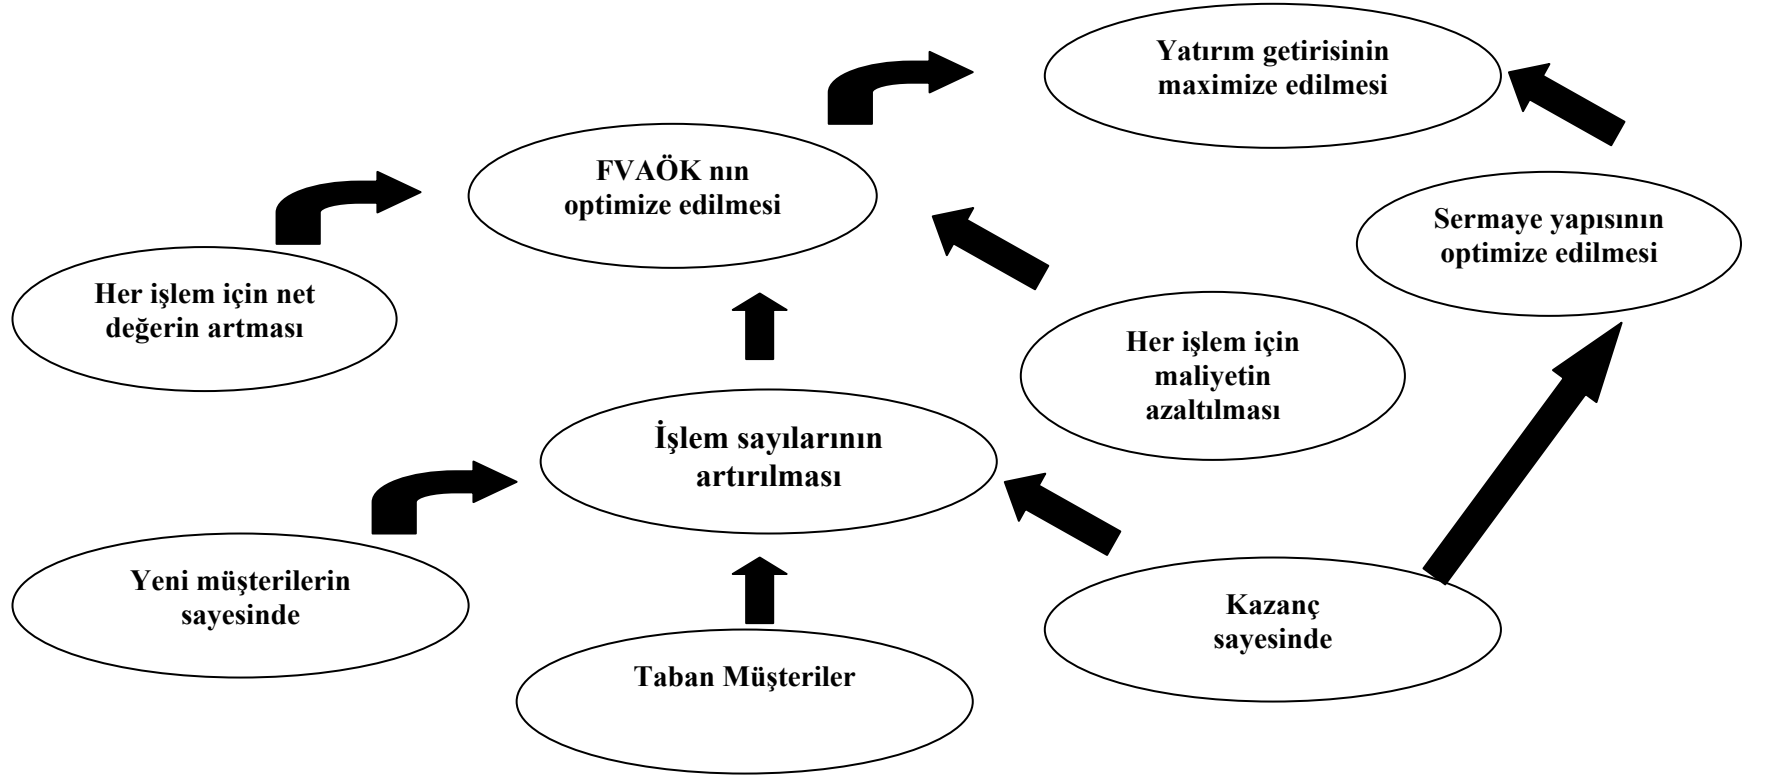 Yatırım getirisinin
maximize edilmesi
FVAÖK nın
optimize edilmesi
Sermaye yapısının
optimize edilmesi
Her işlem için net
değerin artması
Her işlem için
maliyetin
azaltılması
İşlem sayılarının
artırılması
Yeni müşterilerin
sayesinde
Kazanç
sayesinde
Taban Müşteriler